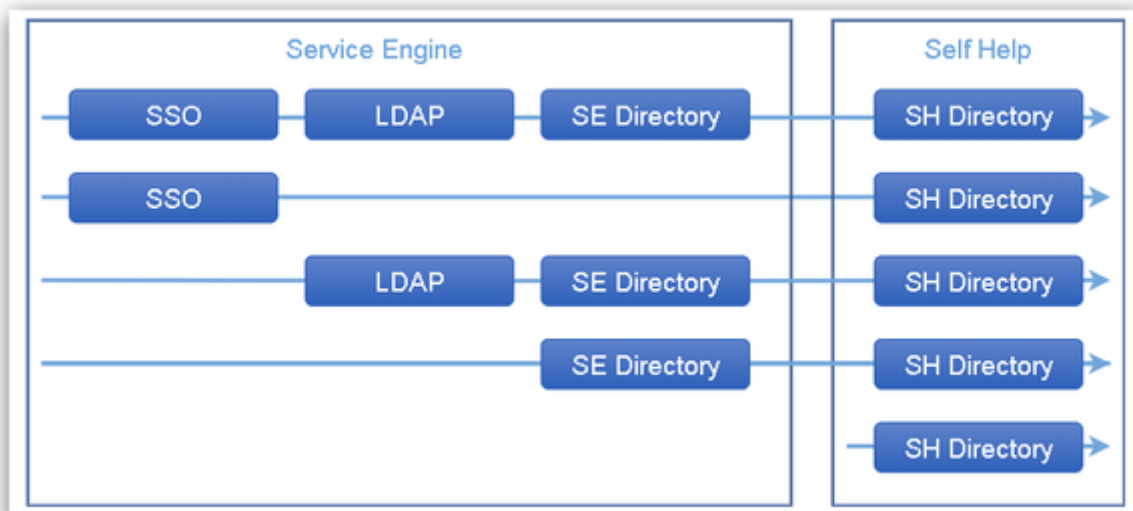 Service Engine
Self Help
SSO LDAP SE Directory SH Directory
SSO SH Directory
LDAP SE Directory SH Directory
SE Directory SH Directory
SH Directory